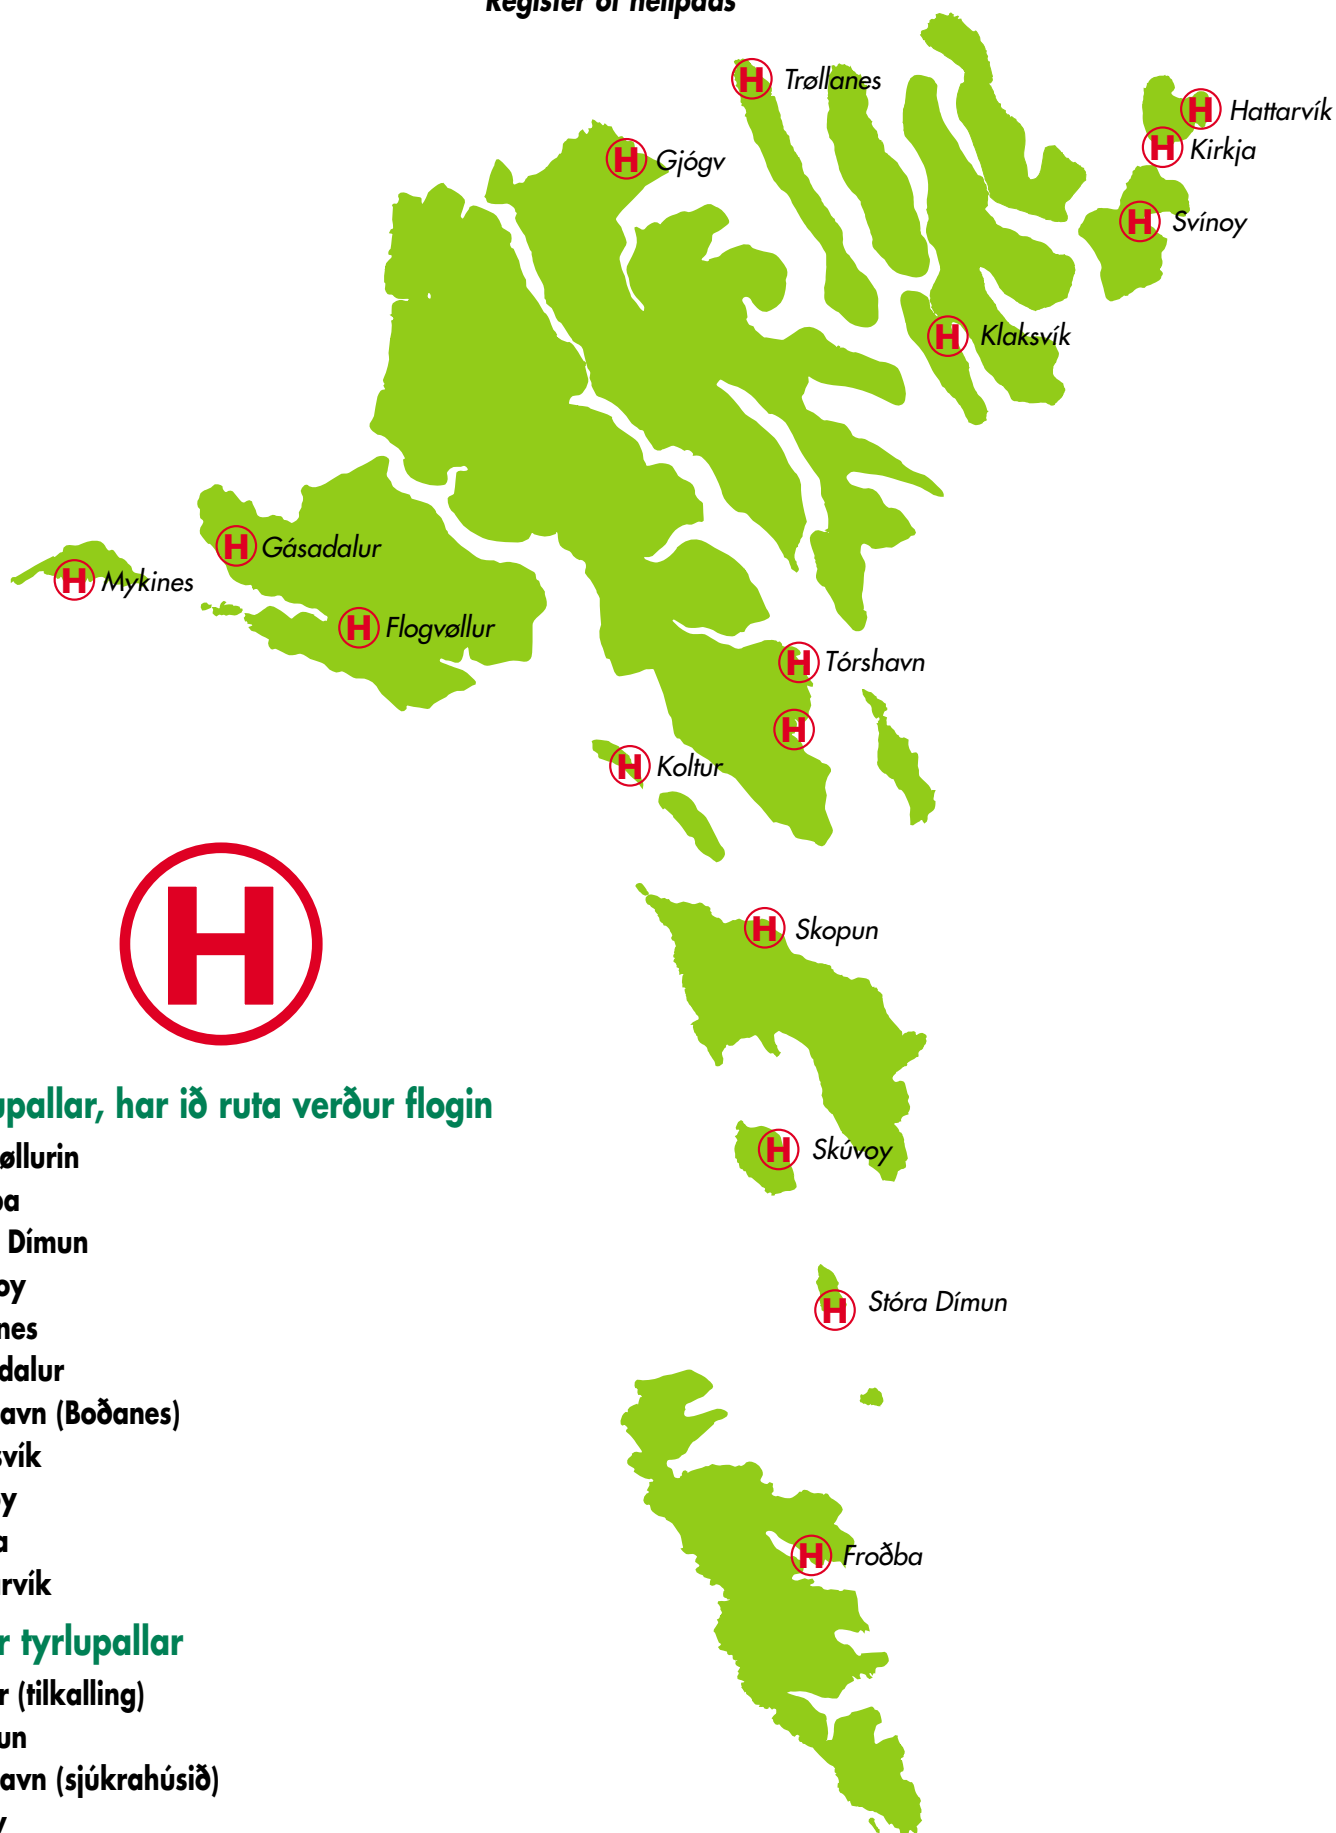 Register of helipads
Trøllanes
Hattarvík
Kirkja
Gjógv
Svínoy
Klaksvík
Gásadalur
Mykines
Flogvøllur
Tórshavn
Koltur
Skopun
Skúvoy
Stóra Dímun
Froðba
H
upallar, har ið ruta verður flogin
øllurin
ba
Dímun
oy
nes
dalur
avn (Boðanes)
svík
oy
a
rvík
r tyrlupallar
r (tilkalling)
un
avn (sjúkrahúsið)